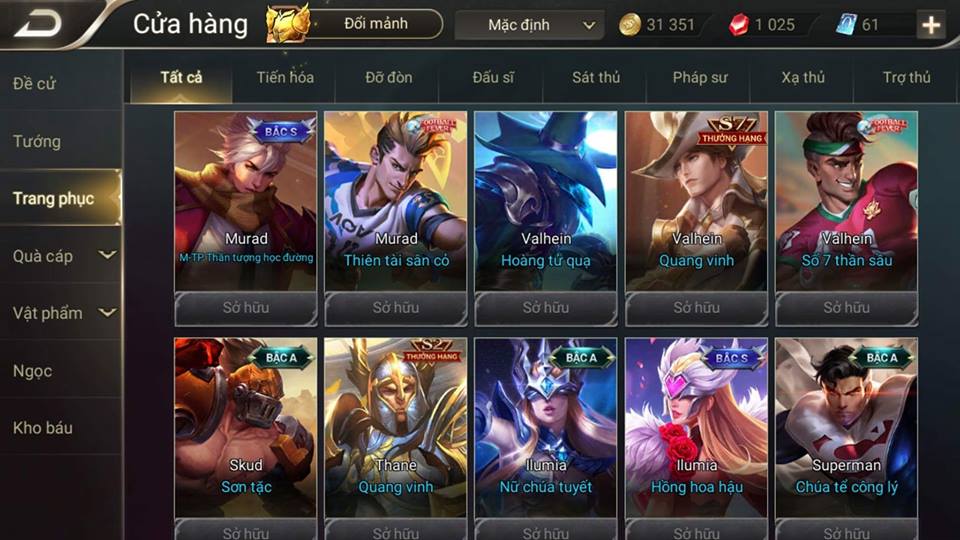 Cửa hàng
Đổi mảnh
Mặc định
31 351
1 025
61
Đề cử
Tướng
Trang phục
Quà cáp
Vật phẩm
Ngọc
Kho báu
Tất cả
Tiến hóa
Đỡ đòn
Đấu sĩ
Sát thủ
Pháp sư
Xạ thủ
Trợ thủ
BẬC S
Murad
M-TP Thần tượng học đường
Sở hữu
FOOTBALL
FEVER
Murad
Thiên tài sân cỏ
Sở hữu
Valhein
Hoàng tử quạ
Sở hữu
S7
THƯỞNG HẠNG
Valhein
Quang vinh
Sở hữu
FOOTBALL
FEVER
Valhein
Số 7 thần sầu
Sở hữu
BẬC A
Skud
Sơn tặc
Sở hữu
S2
THƯỞNG HẠNG
Thane
Quang vinh
Sở hữu
BẬC A
Ilumia
Nữ chúa tuyết
Sở hữu
BẬC S
Ilumia
Hồng hoa hậu
Sở hữu
BẬC A
Superman
Chúa tể công lý
Sở hữu